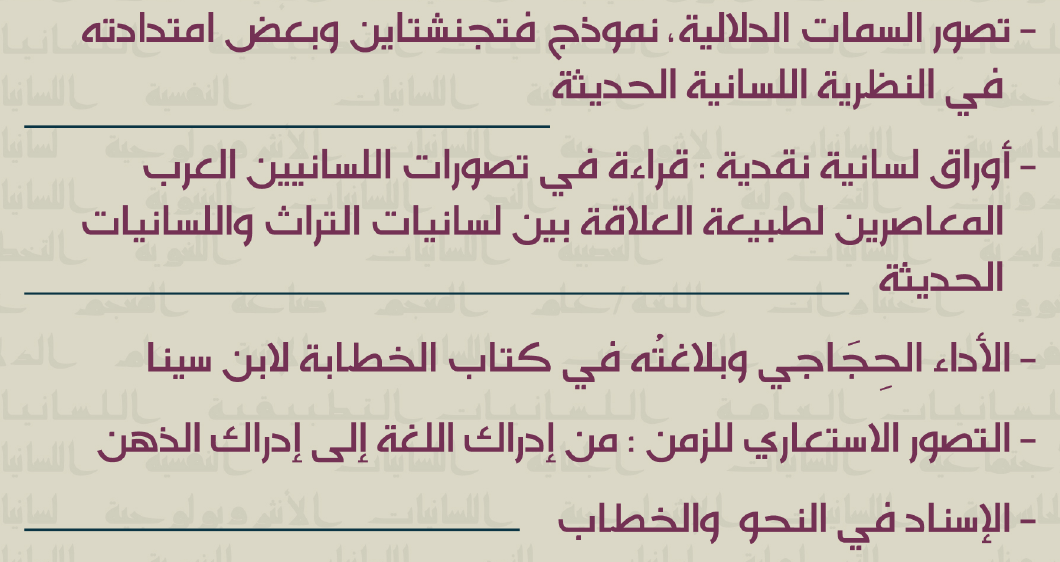 - تصور السمات الدلالية، نموذج فتجنشتاين وبعض امتدادته
في النظرية اللسانية الحديثة
- أوراق لسانية نقدية : قراءة في تصورات اللسانيين العرب
المعاصرين لطبيعة العلاقة بين لسانيات التراث واللسانيات
الحديثة
- الأداء الحِجَاجي وبلاغتُه في كتاب الخطابة لابن سينا
- التصور الاستعاري للزمن : من إدراك اللغة إلى إدراك الذهن
- الإسناد في النحو والخطاب